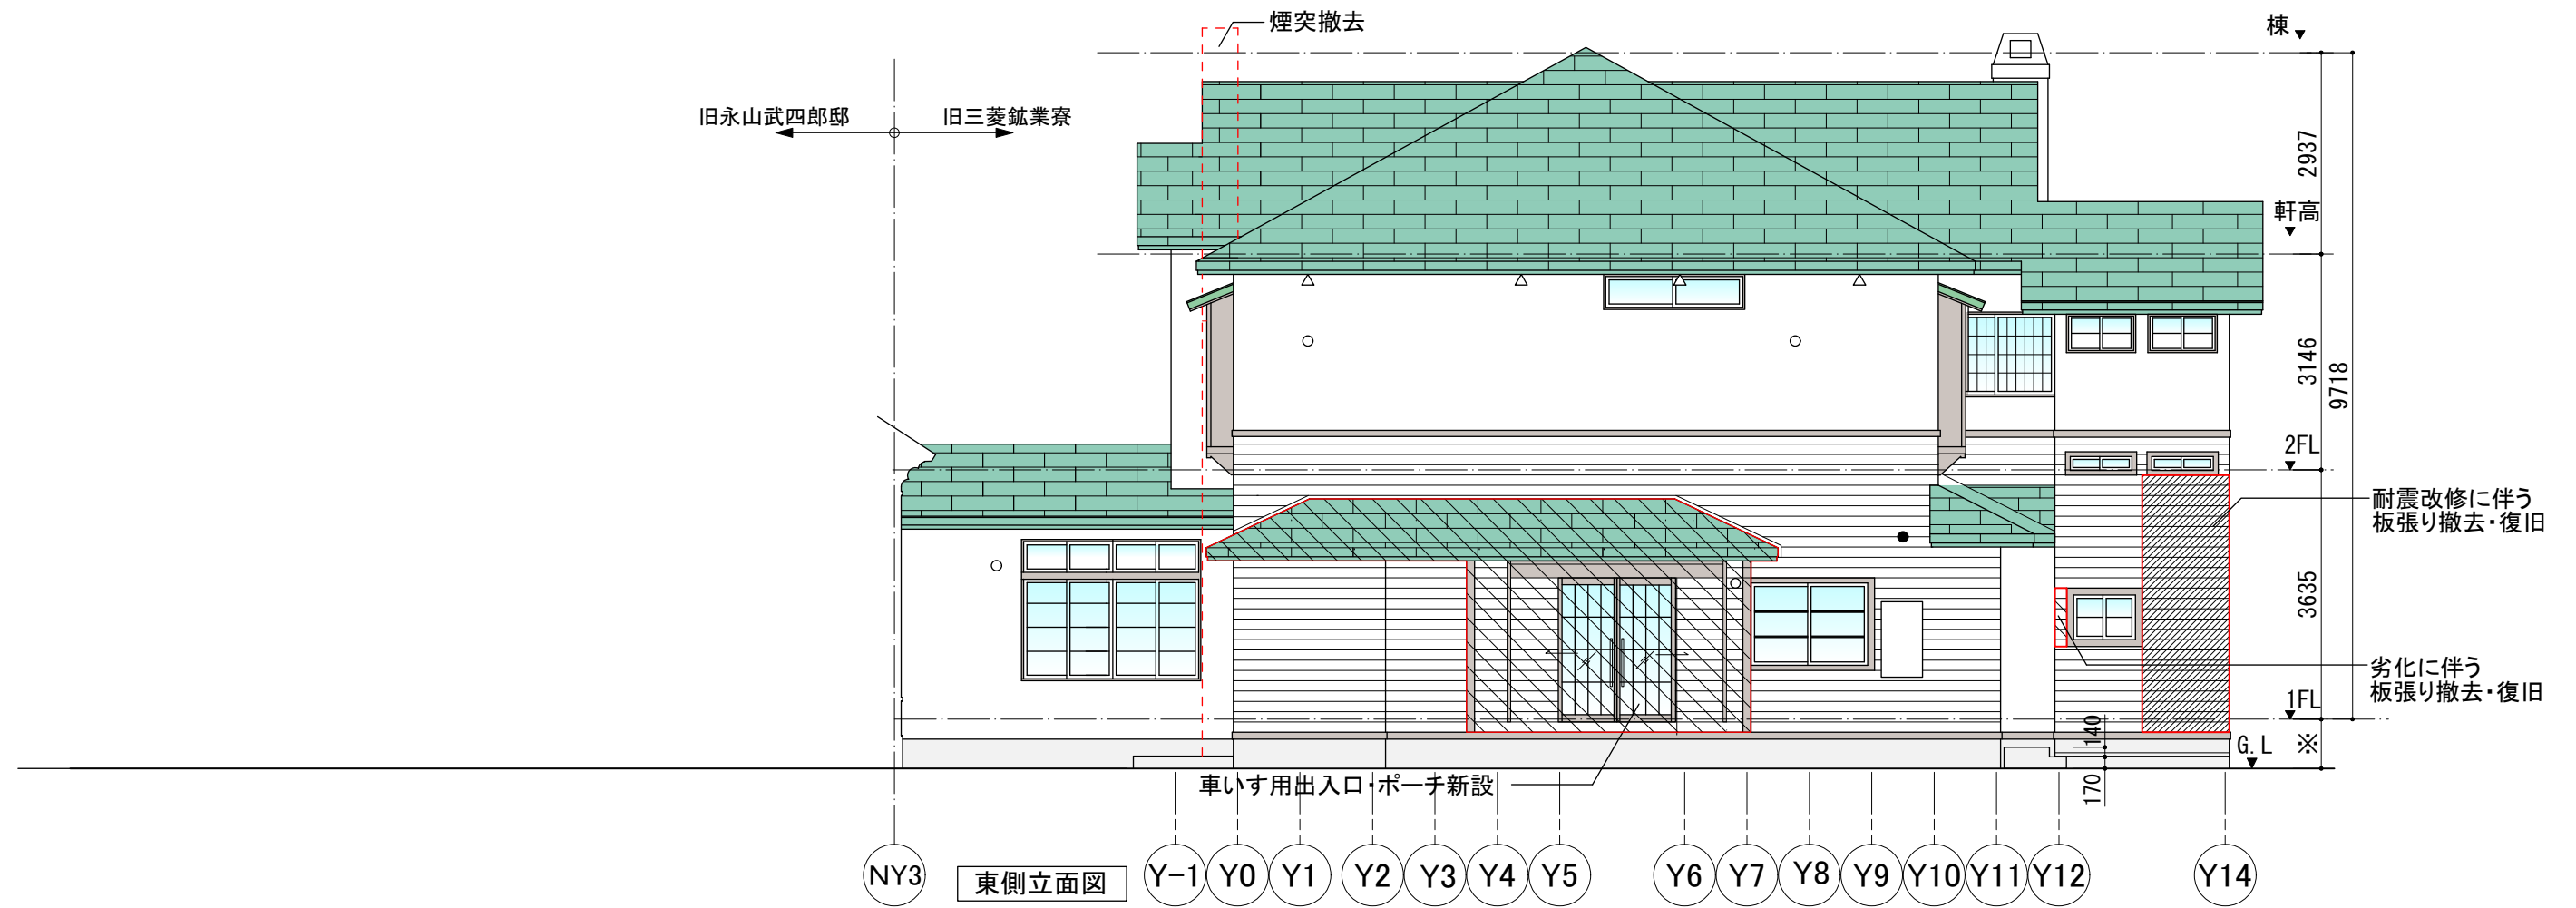 煙突撤去
棟
旧永山武四郎邸
旧三菱鉱業寮
2937
軒高
3146
9718
2FL
耐震改修に伴う
板張り撤去・復旧
3635
劣化に伴う
板張り撤去・復旧
1FL
140
G.L ※
170
車いす用出入口・ポーチ新設
NY3
東側立面図
Y-1
Y0
Y1
Y2
Y3
Y4
Y5
Y6
Y7
Y8
Y9
Y10
Y11
Y12
Y14